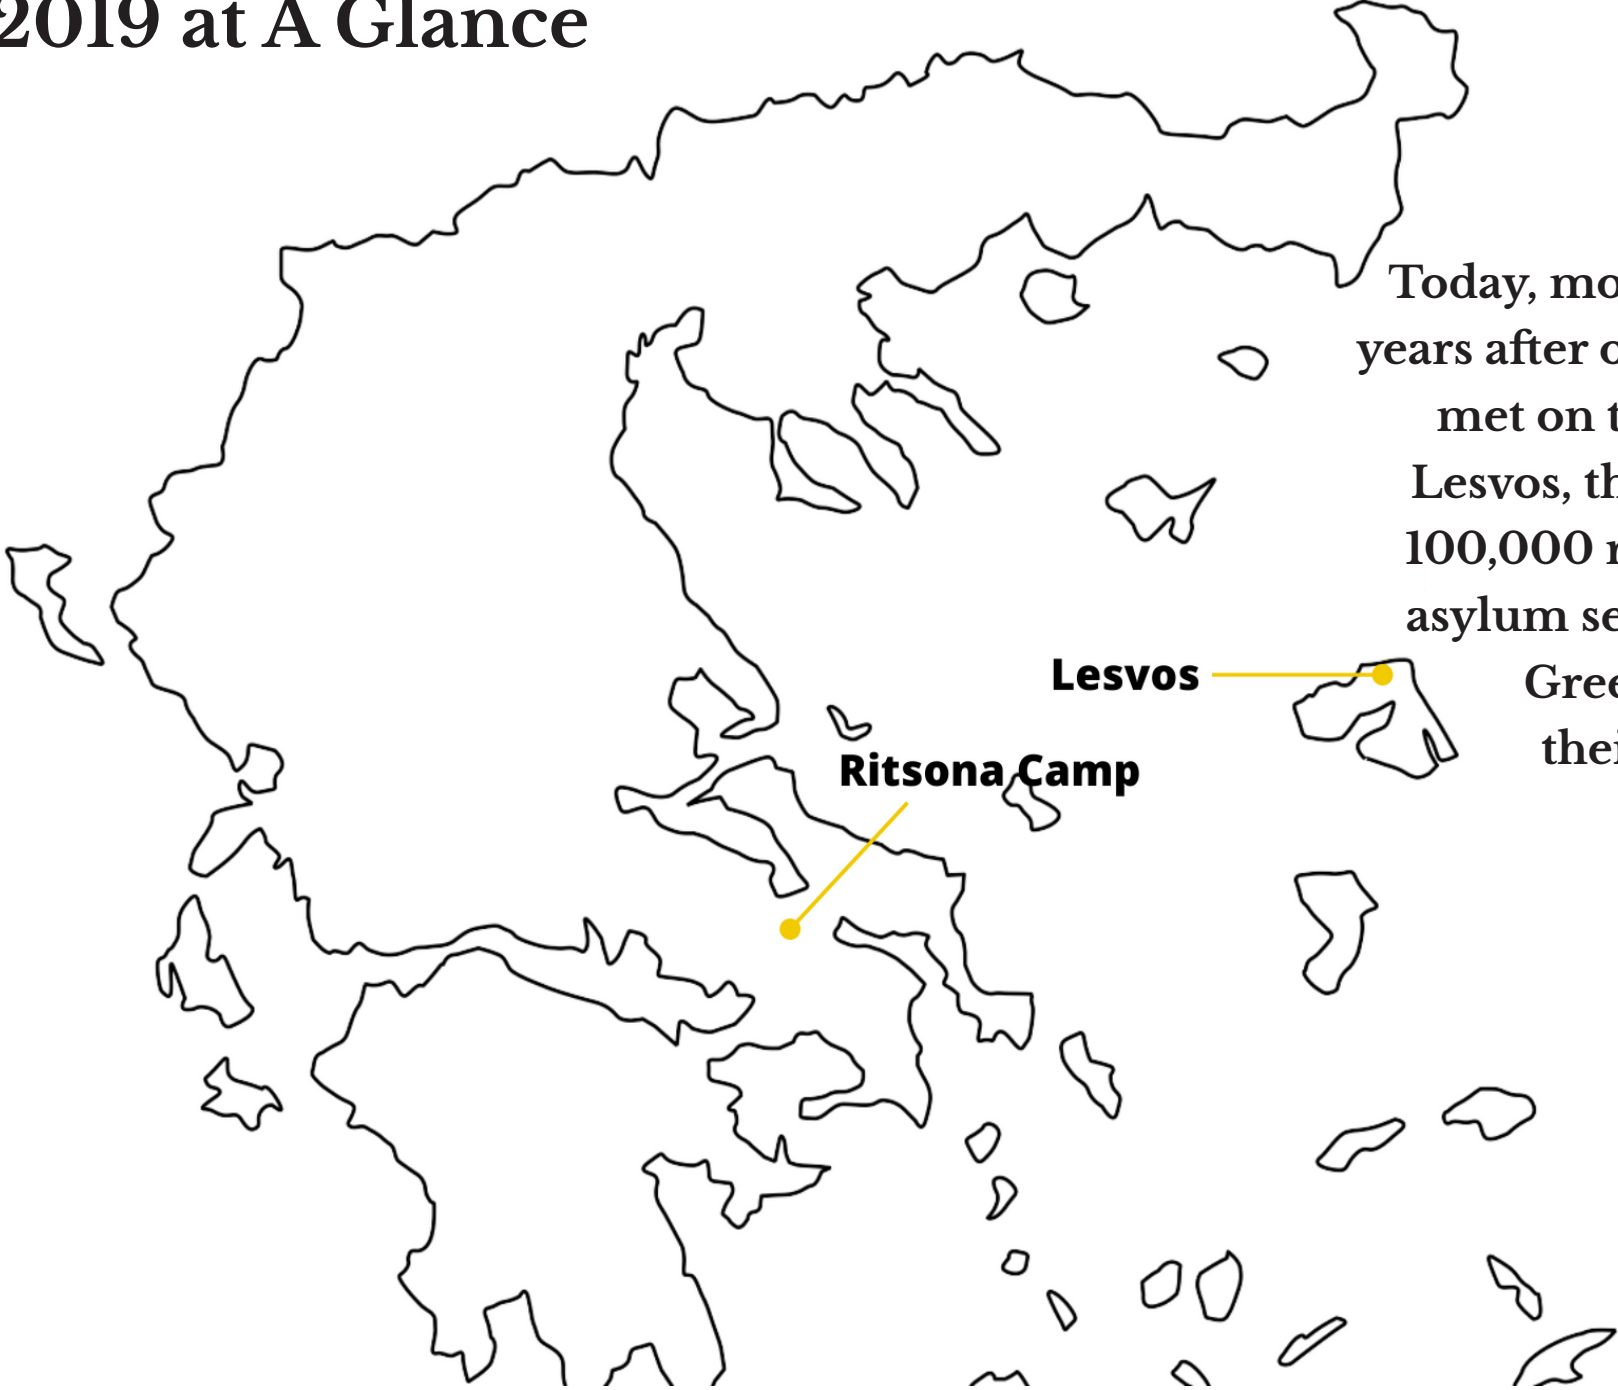 2019 at A Glance
Today, mo
years after o
met on t
Lesvos, th
100,000 r
asylum se
Gree
thei
Lesvos
Ritsona Camp